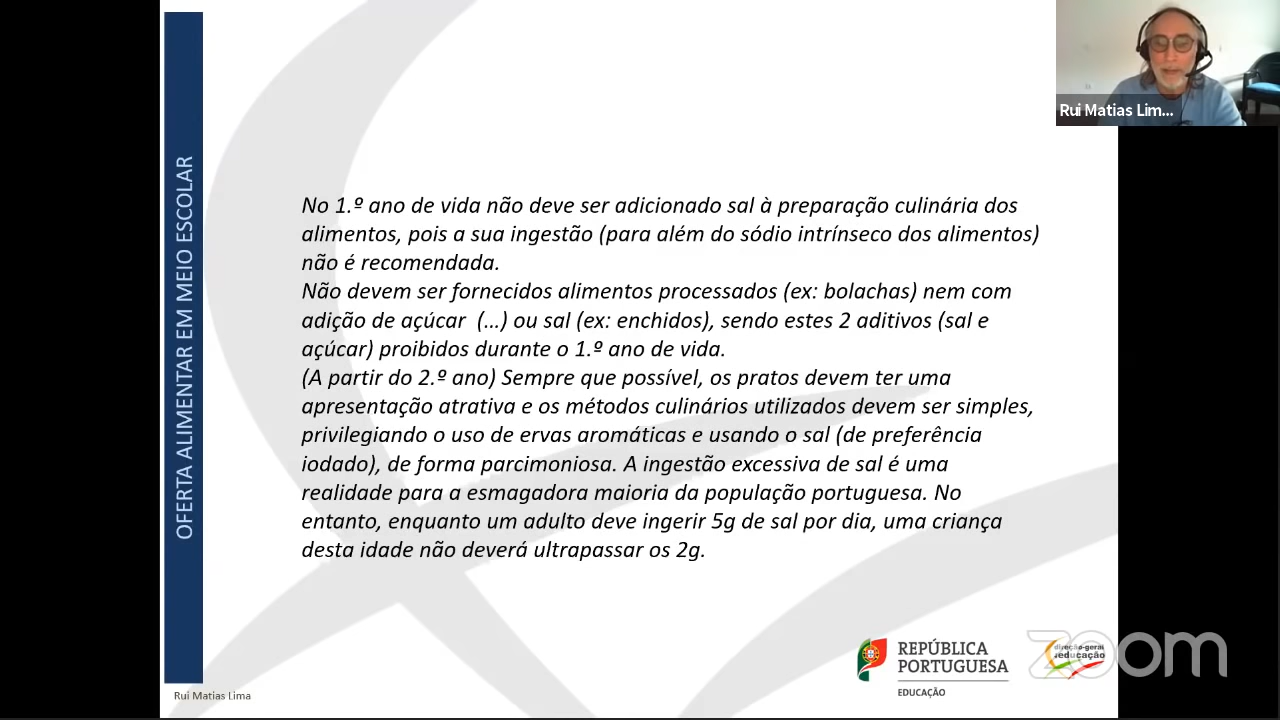 OFERTA ALIMENTAR EM MEIO ESCOLAR
Rui Matias Lim...
No 1.º ano de vida não deve ser adicionado sal à preparação culinária dos
alimentos, pois a sua ingestão (para além do sódio intrínseco dos alimentos)
não é recomendada.
Não devem ser fornecidos alimentos processados (ex: bolachas) nem com
adição de açúcar (...) ou sal (ex: enchidos), sendo estes 2 aditivos (sal e
açúcar) proibidos durante o 1.º ano de vida.
(A partir do 2.º ano) Sempre que possível, os pratos devem ter uma
apresentação atrativa e os métodos culinários utilizados devem ser simples,
privilegiando o uso de ervas aromáticas e usando o sal (de preferência
iodado), de forma parcimoniosa. A ingestão excessiva de sal é uma
realidade para a esmagadora maioria da população portuguesa. No
entanto, enquanto um adulto deve ingerir 5g de sal por dia, uma criança
desta idade não deverá ultrapassar os 2g.
REPÚBLICA
PORTUGUESA
EDUCAÇÃO
direção-geral
educação
zoom
Rui Matias Lima